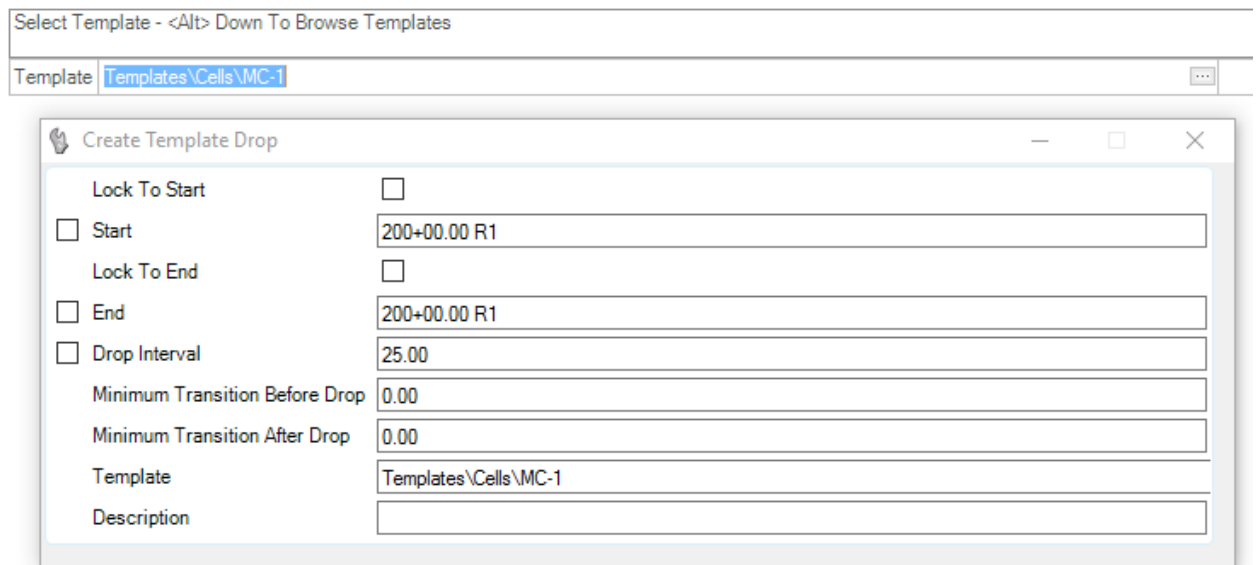 Select Template - <Alt> Down To Browse Templates
Template Templates\Cells\MC-1 ...
Create Template Drop
Lock To Start
Start 200+00.00 R1
Lock To End
End 200+00.00 R1
Drop Interval 25.00
Minimum Transition Before Drop 0.00
Minimum Transition After Drop 0.00
Template Templates\Cells\MC-1
Description